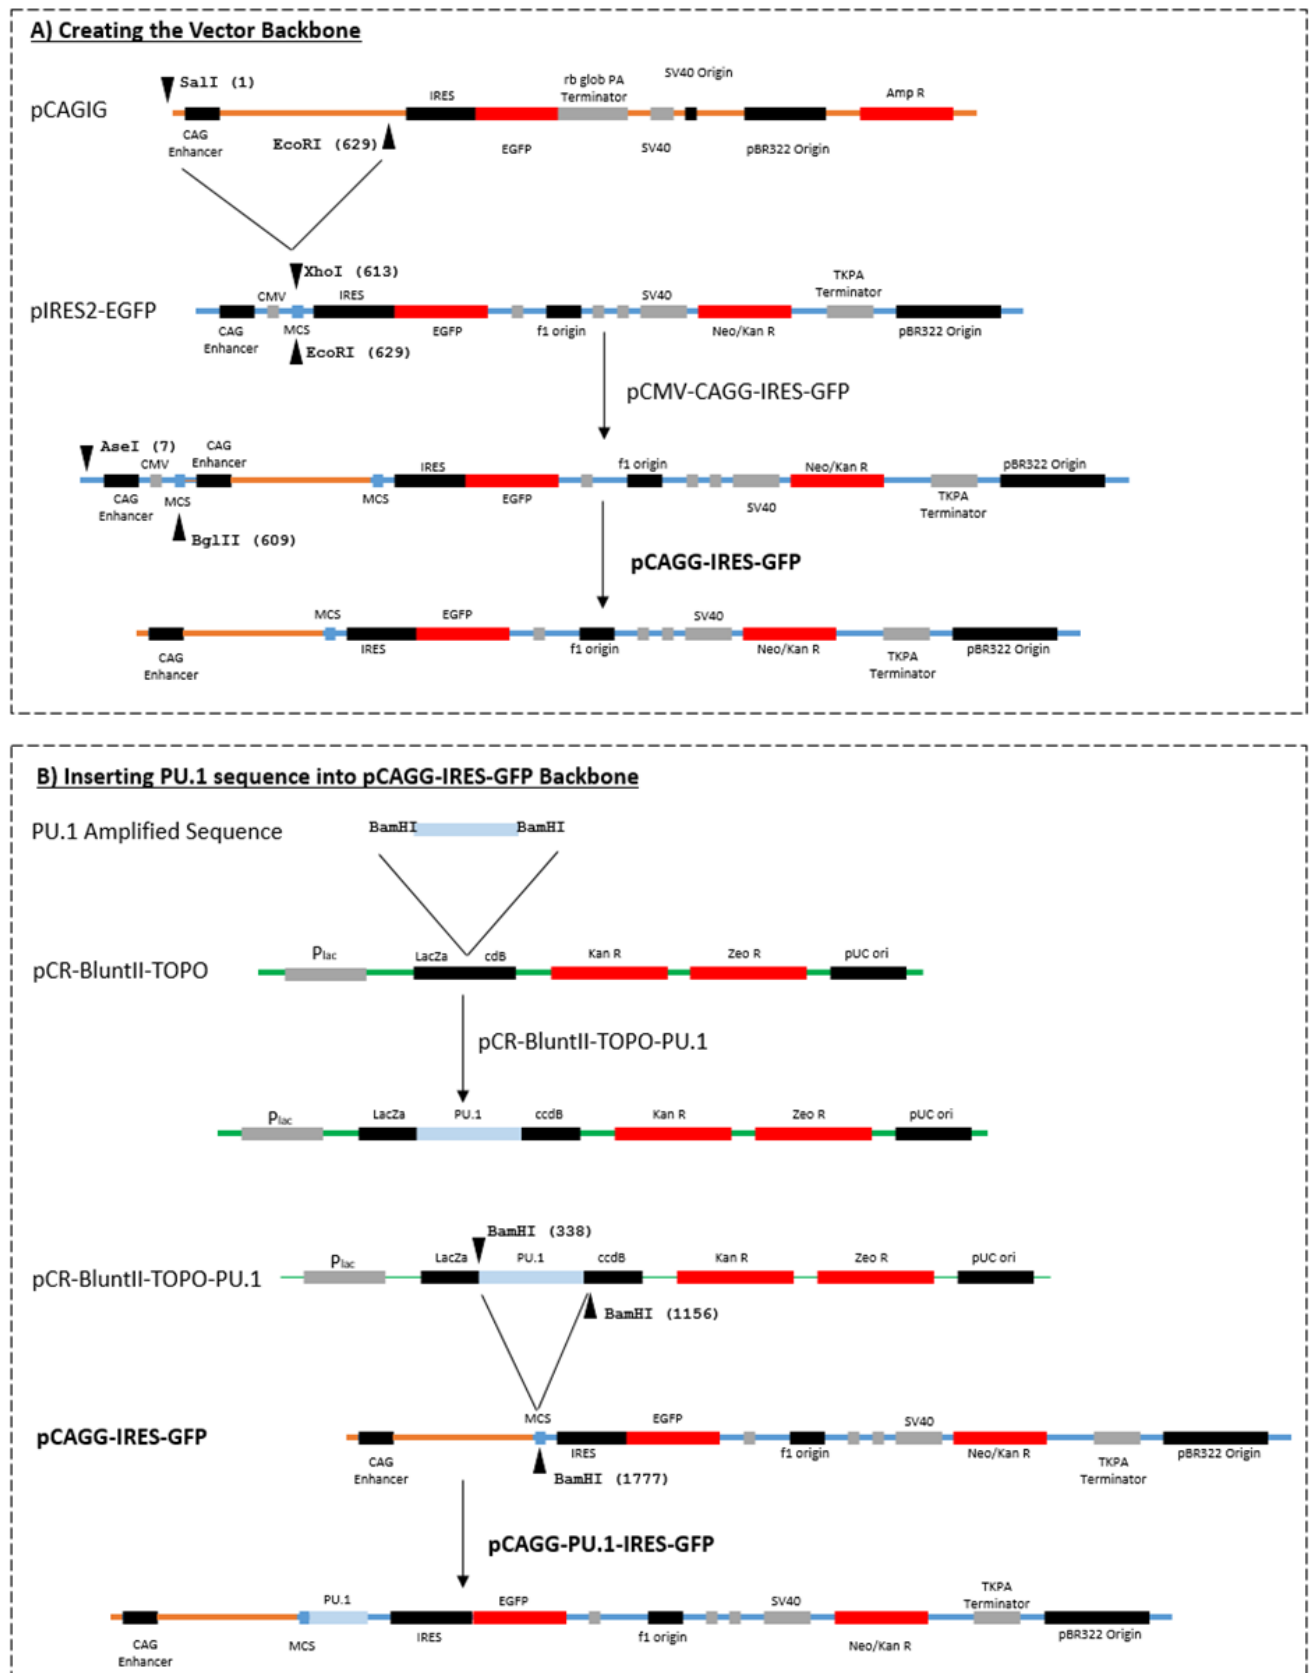 A) Creating the Vector Backbone
SalI (1)
pCAGIG
CAG
Enhancer
EcoRI (629)
IRES
EGFP
rb glob PA
Terminator
SV40
SV40 Origin
pBR322 Origin
Amp R
XhoI (613)
pIRES2-EGFP
CAG
Enhancer
CMV
MCS
EcoRI (629)
IRES
EGFP
f1 origin
SV40
Neo/Kan R
TKPA
Terminator
pBR322 Origin
pCMV-CAGG-IRES-GFP
AseI (7)
CAG
Enhancer
CMV
MCS
BglII (609)
CAG
Enhancer
MCS
IRES
EGFP
f1 origin
SV40
Neo/Kan R
TKPA
Terminator
pBR322 Origin
pCAGG-IRES-GFP
CAG
Enhancer
MCS
IRES
EGFP
f1 origin
SV40
Neo/Kan R
TKPA
Terminator
pBR322 Origin
B) Inserting PU.1 sequence into pCAGG-IRES-GFP Backbone
PU.1 Amplified Sequence
BamHI
BamHI
pCR-BluntII-TOPO
Plac
LacZa
cdB
Kan R
Zeo R
pUC ori
pCR-BluntII-TOPO-PU.1
Plac
LacZa
PU.1
ccdB
Kan R
Zeo R
pUC ori
BamHI (338)
pCR-BluntII-TOPO-PU.1
Plac
LacZa
PU.1
ccdB
Kan R
Zeo R
pUC ori
BamHI (1156)
pCAGG-IRES-GFP
CAG
Enhancer
MCS
BamHI (1777)
IRES
EGFP
f1 origin
SV40
Neo/Kan R
TKPA
Terminator
pBR322 Origin
pCAGG-PU.1-IRES-GFP
CAG
Enhancer
MCS
PU.1
IRES
EGFP
f1 origin
SV40
Neo/Kan R
TKPA
Terminator
pBR322 Origin